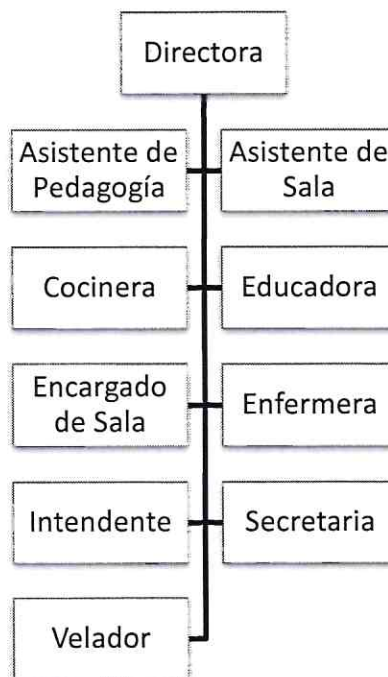 Directora
Asistente de
Pedagogía
Asistente de
Sala
Cocinera
Educadora
Encargado
de Sala
Enfermera
Intendente
Secretaria
Velador